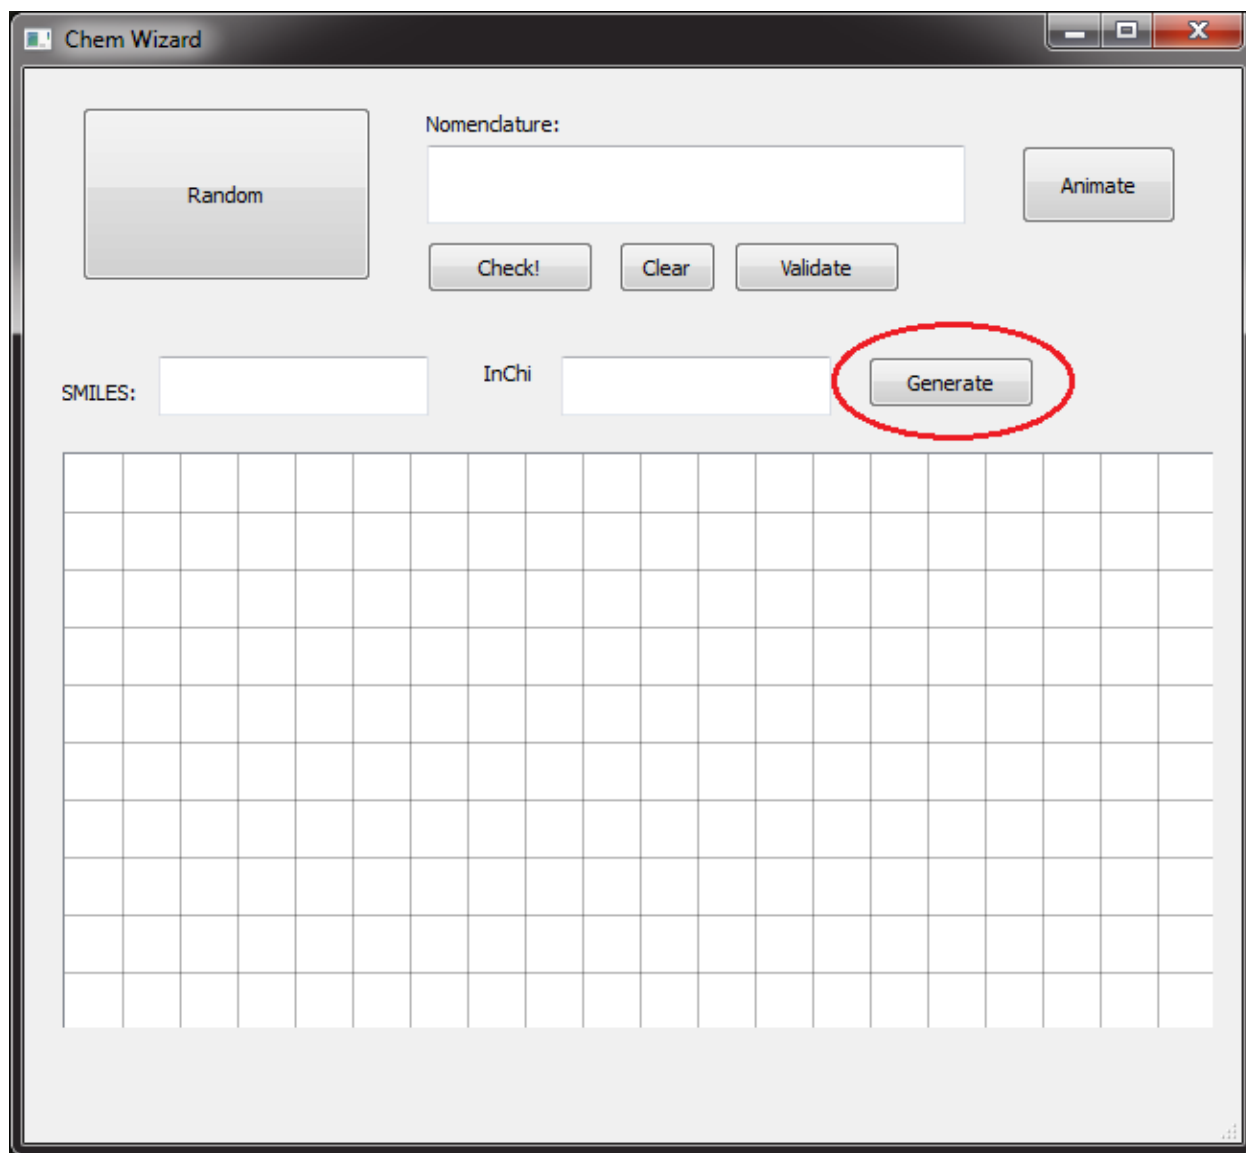 Chem Wizard
Nomenclature:
Random
Animate
Check!
Clear
Validate
SMILES:
InChi
Generate